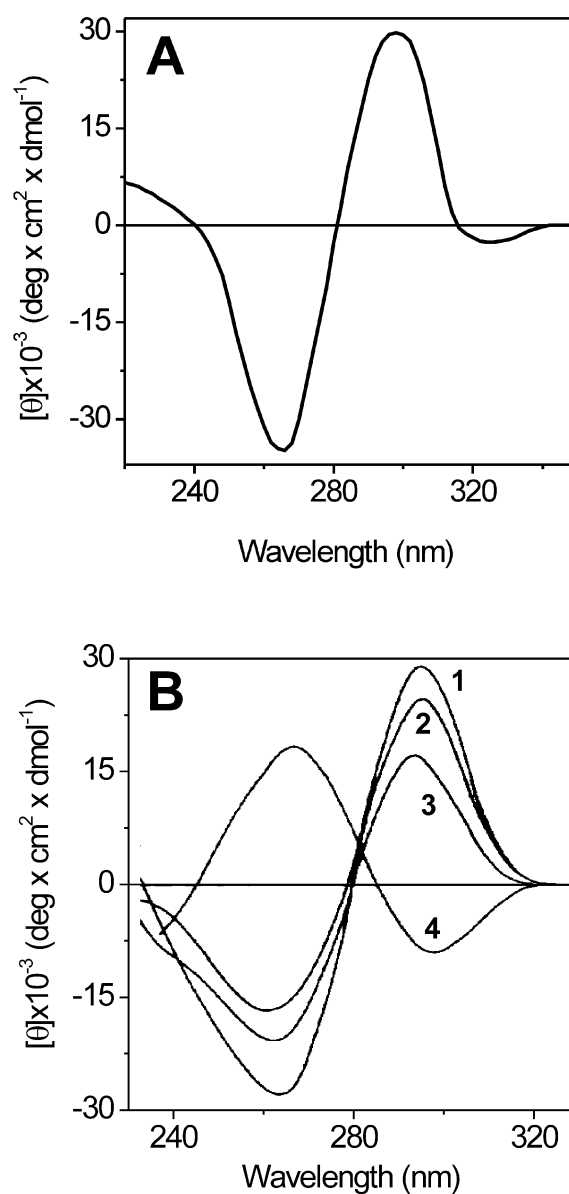 A
30
15
0
-15
-30
[θ]x10⁻³ (deg x cm² x dmol⁻¹)
240 280 320
Wavelength (nm)
B
30
15
0
-15
-30
[θ]x10⁻³ (deg x cm² x dmol⁻¹)
1
2
3
4
240 280 320
Wavelength (nm)